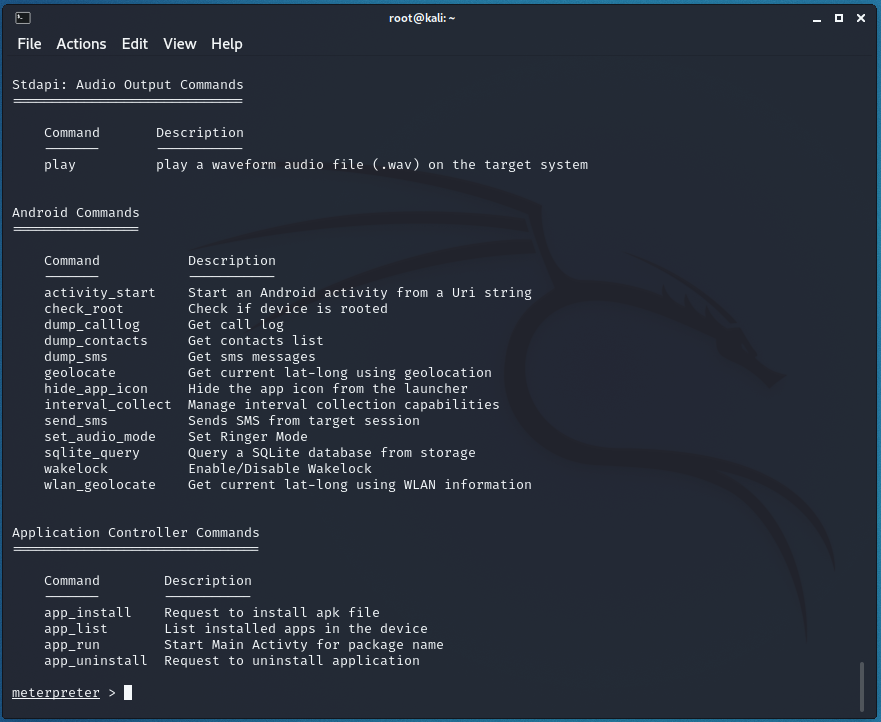 root@kali: ~
File Actions Edit View Help
Stdapi: Audio Output Commands
=============================
Command Description
------- -----------
play play a waveform audio file (.wav) on the target system
Android Commands
================
Command Description
------- -----------
activity_start Start an Android activity from a Uri string
check_root Check if device is rooted
dump_calllog Get call log
dump_contacts Get contacts list
dump_sms Get sms messages
geolocate Get current lat-long using geolocation
hide_app_icon Hide the app icon from the launcher
interval_collect Manage interval collection capabilities
send_sms Sends SMS from target session
set_audio_mode Set Ringer Mode
sqlite_query Query a SQLite database from storage
wakelock Enable/Disable Wakelock
wlan_geolocate Get current lat-long using WLAN information
Application Controller Commands
===============================
Command Description
------- -----------
app_install Request to install apk file
app_list List installed apps in the device
app_run Start Main Activty for package name
app_uninstall Request to uninstall application
meterpreter >